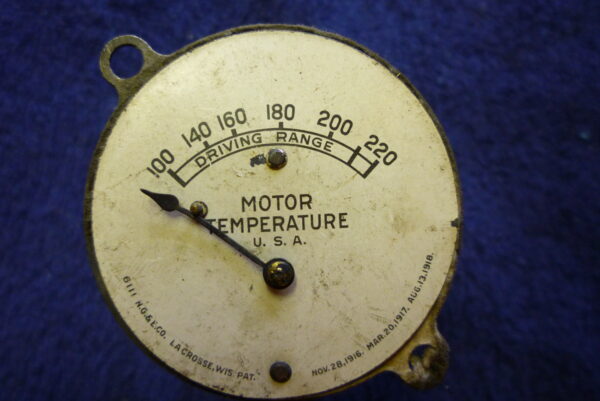 100 140 160 180 200 220
DRIVING RANGE
MOTOR
TEMPERATURE
U. S. A.
6111 N.G.&E.CO. LA CROSSE, WIS. PAT. NOV. 28, 1916. MAR. 20, 1917. AUG. 13, 1918.